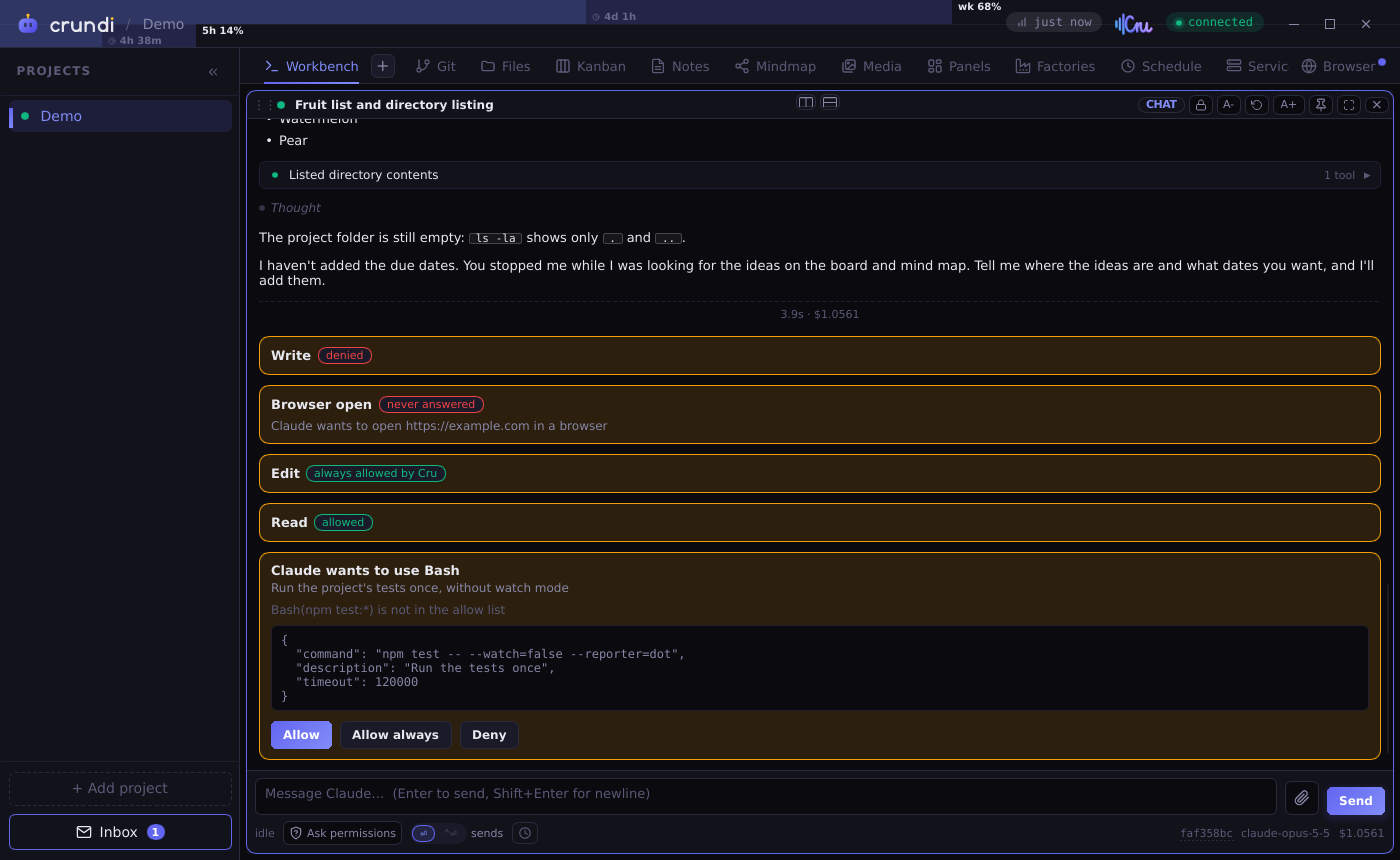 crundi / Demo
4h 38m
5h 14%
4d 1h
wk 68%
just now
Cru
connected
PROJECTS
«
Demo
+ Add project
Inbox 1
Workbench
+
Git
Files
Kanban
Notes
Mindmap
Media
Panels
Factories
Schedule
Servic
Browser
Fruit list and directory listing
CHAT
A-
A+
• Watermelon
• Pear
Listed directory contents
1 tool
Thought
The project folder is still empty: ls -la shows only . and ...
I haven't added the due dates. You stopped me while I was looking for the ideas on the board and mind map. Tell me where the ideas are and what dates you want, and I'll
add them.
3.9s · $1.0561
Write denied
Browser open never answered
Claude wants to open https://example.com in a browser
Edit always allowed by Cru
Read allowed
Claude wants to use Bash
Run the project's tests once, without watch mode
Bash(npm test:*) is not in the allow list
{
"command": "npm test -- --watch=false --reporter=dot",
"description": "Run the tests once",
"timeout": 120000
}
Allow
Allow always
Deny
Message Claude... (Enter to send, Shift+Enter for newline)
Send
idle
Ask permissions
sends
faf358bc claude-opus-5-5 $1.0561